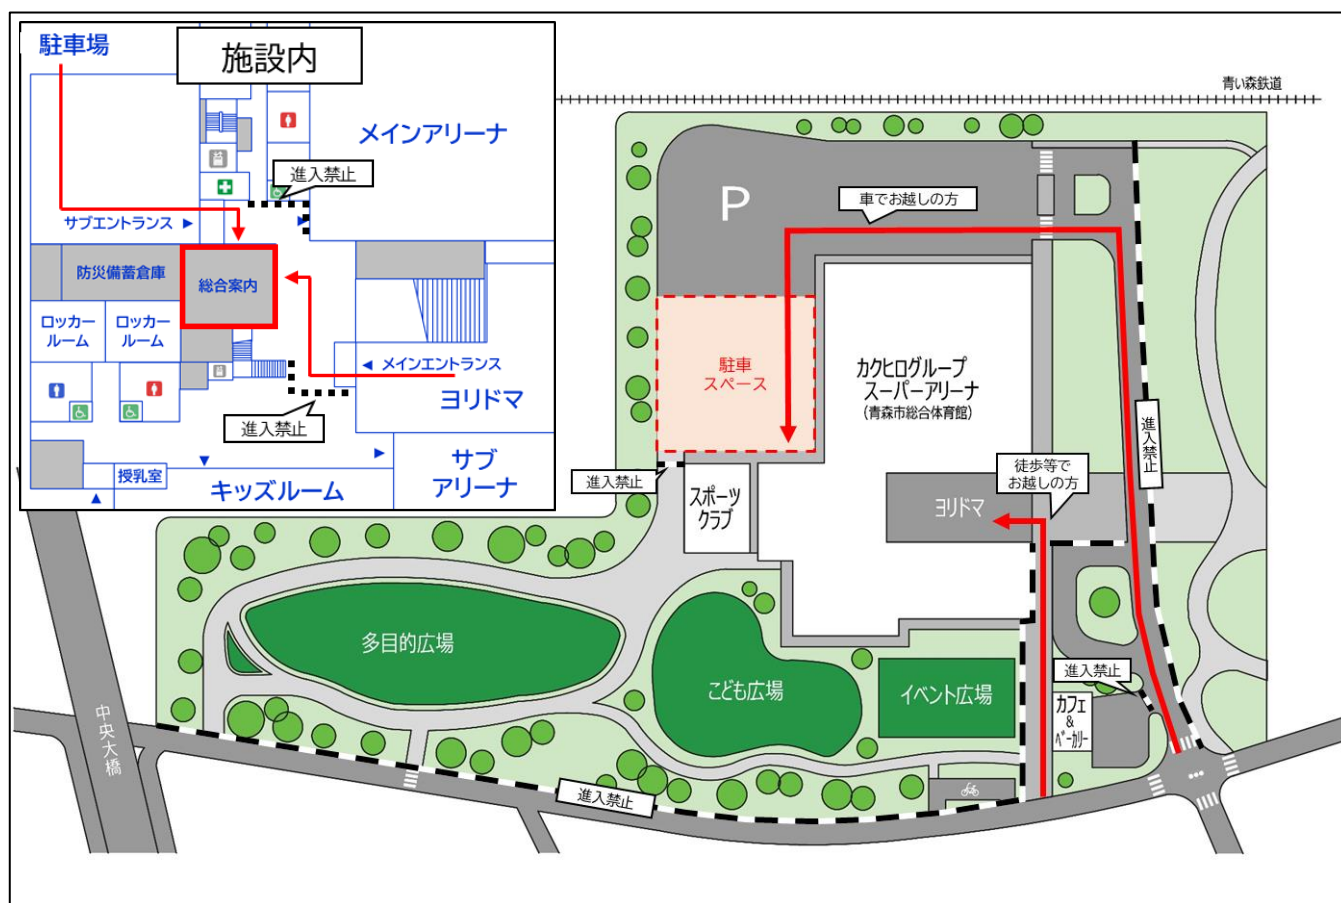 駐車場
施設内
メインアリーナ
進入禁止
サブエントランス
防災備蓄倉庫
総合案内
ロッカー
ルーム
ロッカー
ルーム
メインエントランス
ヨリドマ
進入禁止
サブ
アリーナ
授乳室
キッズルーム
青い森鉄道
P
車でお越しの方
駐車
スペース
カクヒログループ
スーパーアリーナ
(青森市総合体育館)
進入禁止
徒歩等で
お越しの方
進入禁止
スポーツ
クラブ
ヨリドマ
多目的広場
こども広場
イベント広場
進入禁止
カフェ
&
ベーカリー
中央大橋
進入禁止